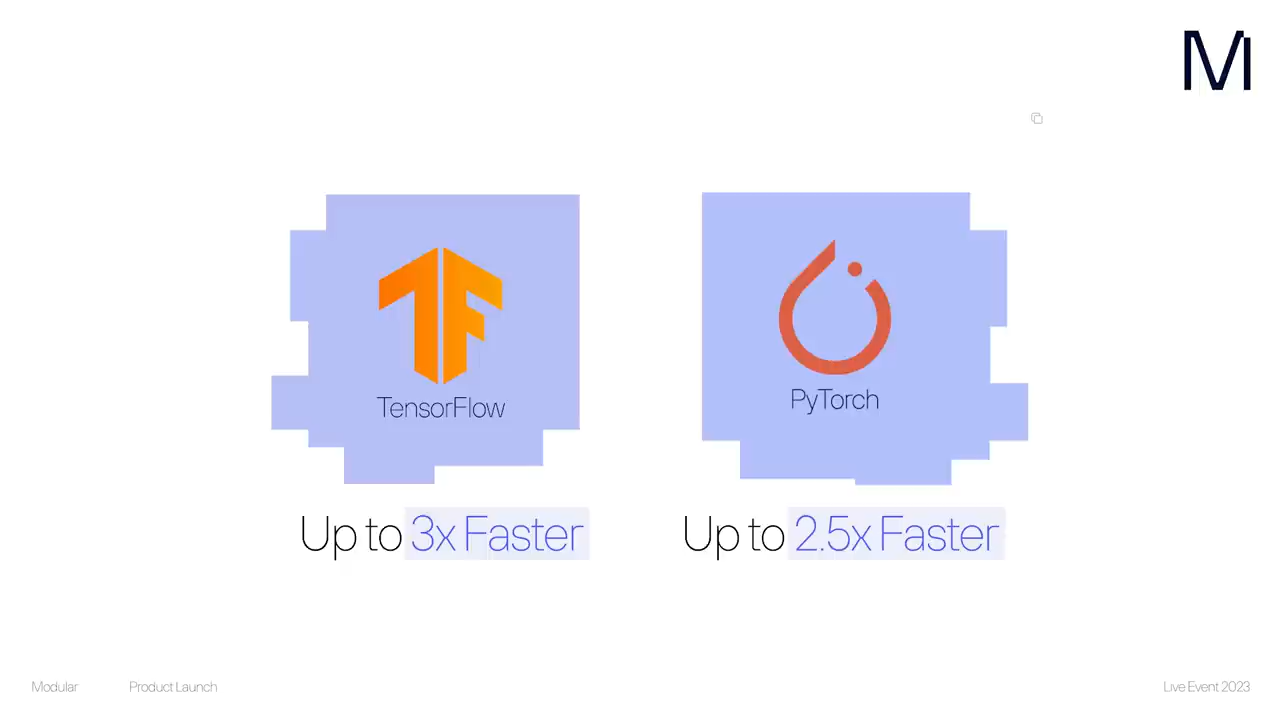 M
TensorFlow
PyTorch
Up to 3x Faster
Up to 2.5x Faster
Modular
Product Launch
Live Event 2023